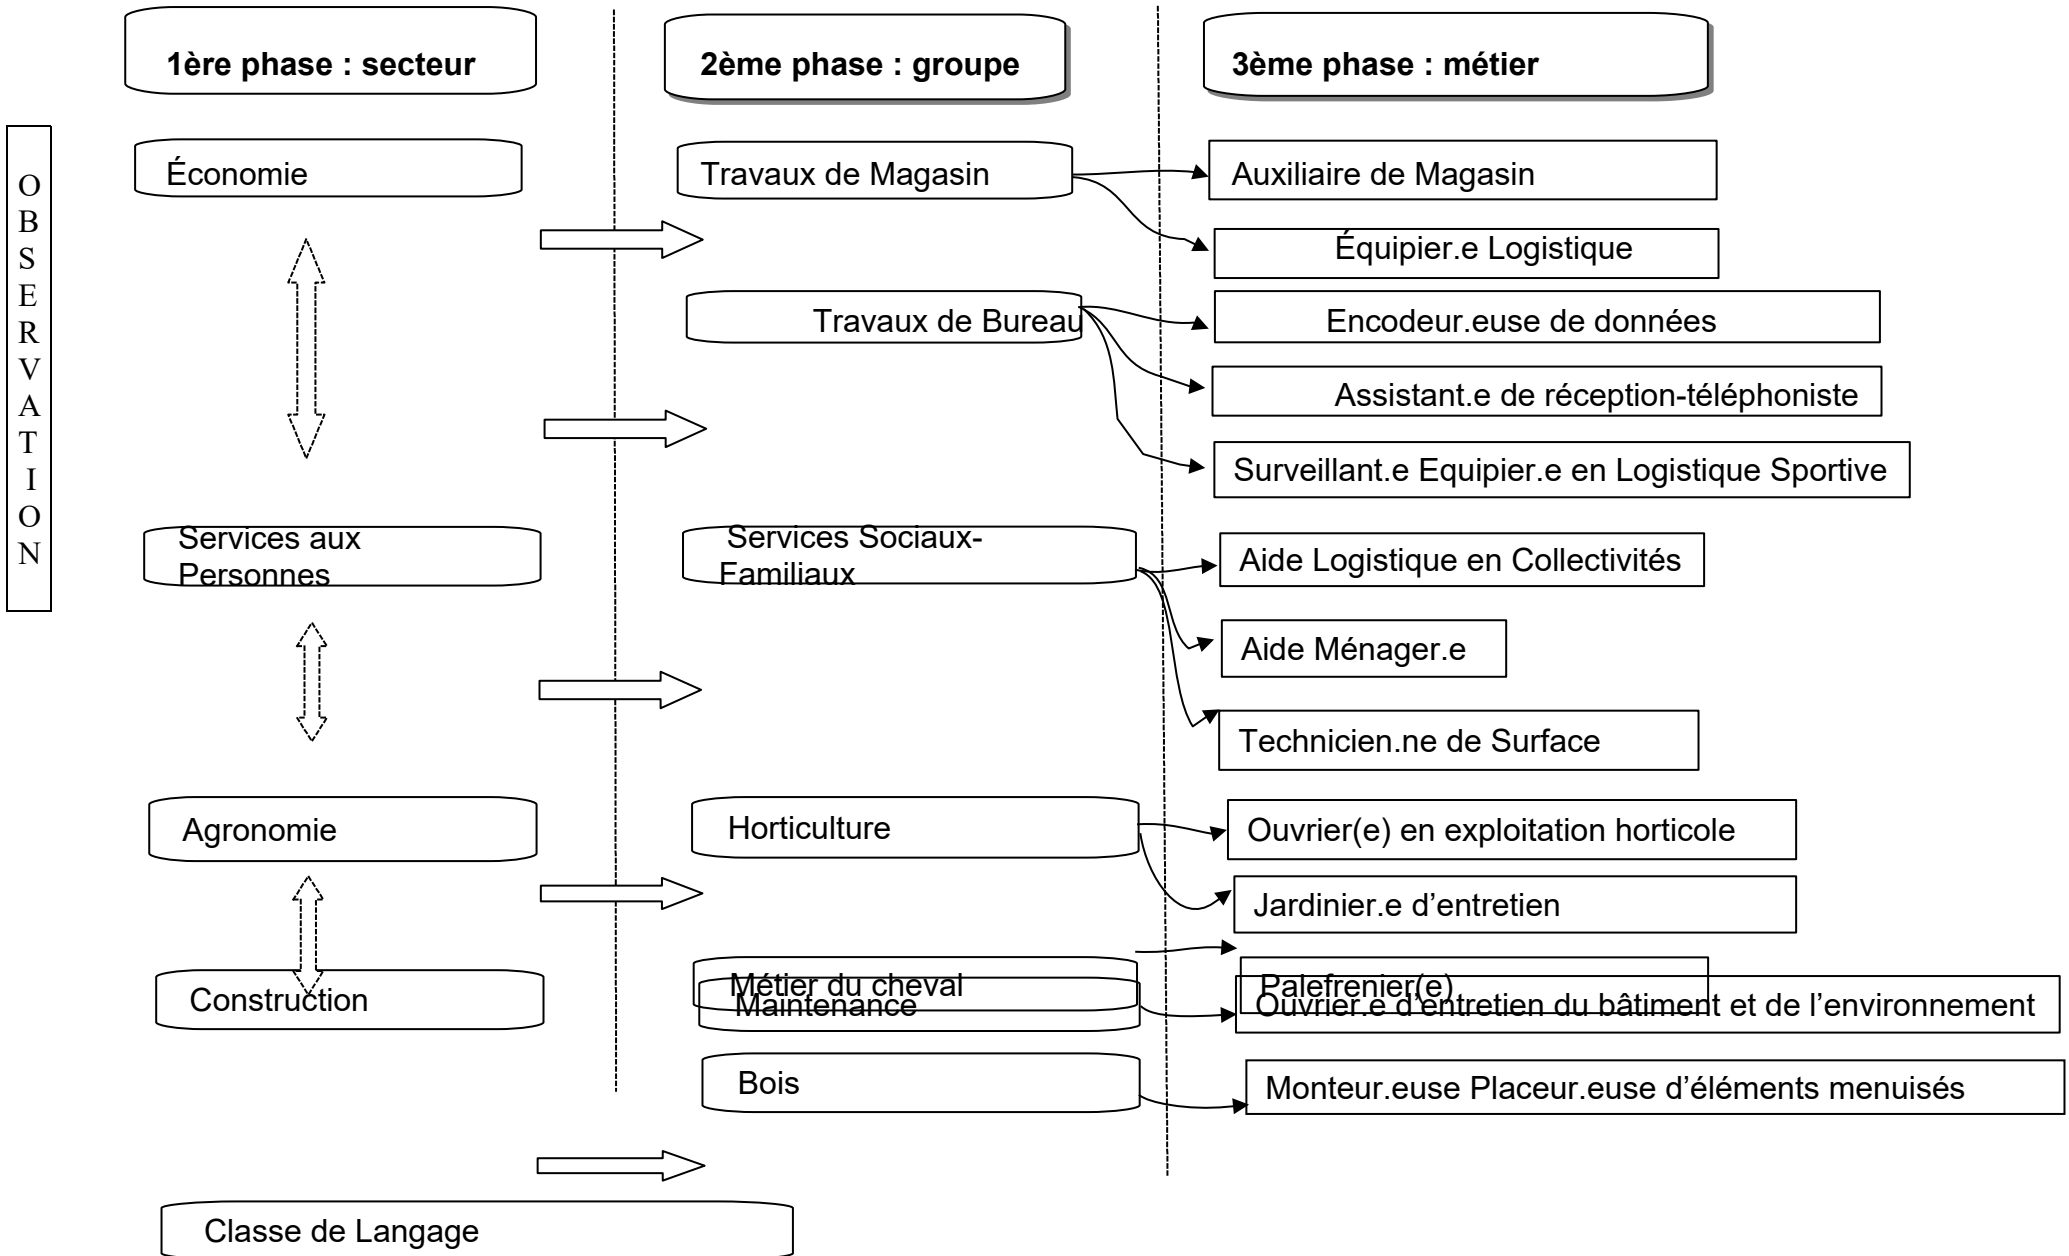 1ère phase : secteur
2ème phase : groupe
3ème phase : métier
OBSERVATION
Économie
Travaux de Magasin
Auxiliaire de Magasin
Équipier.e Logistique
Travaux de Bureau
Encodeur.euse de données
Assistant.e de réception-téléphoniste
Surveillant.e Equipier.e en Logistique Sportive
Services aux
Personnes
Services Sociaux-
Familiaux
Aide Logistique en Collectivités
Aide Ménager.e
Technicien.ne de Surface
Agronomie
Horticulture
Ouvrier(e) en exploitation horticole
Jardinier.e d’entretien
Métier du cheval
Palefrenier(e)
Construction
Maintenance
Ouvrier.e d’entretien du bâtiment et de l’environnement
Bois
Monteur.euse Placeur.euse d’éléments menuisés
Classe de Langage